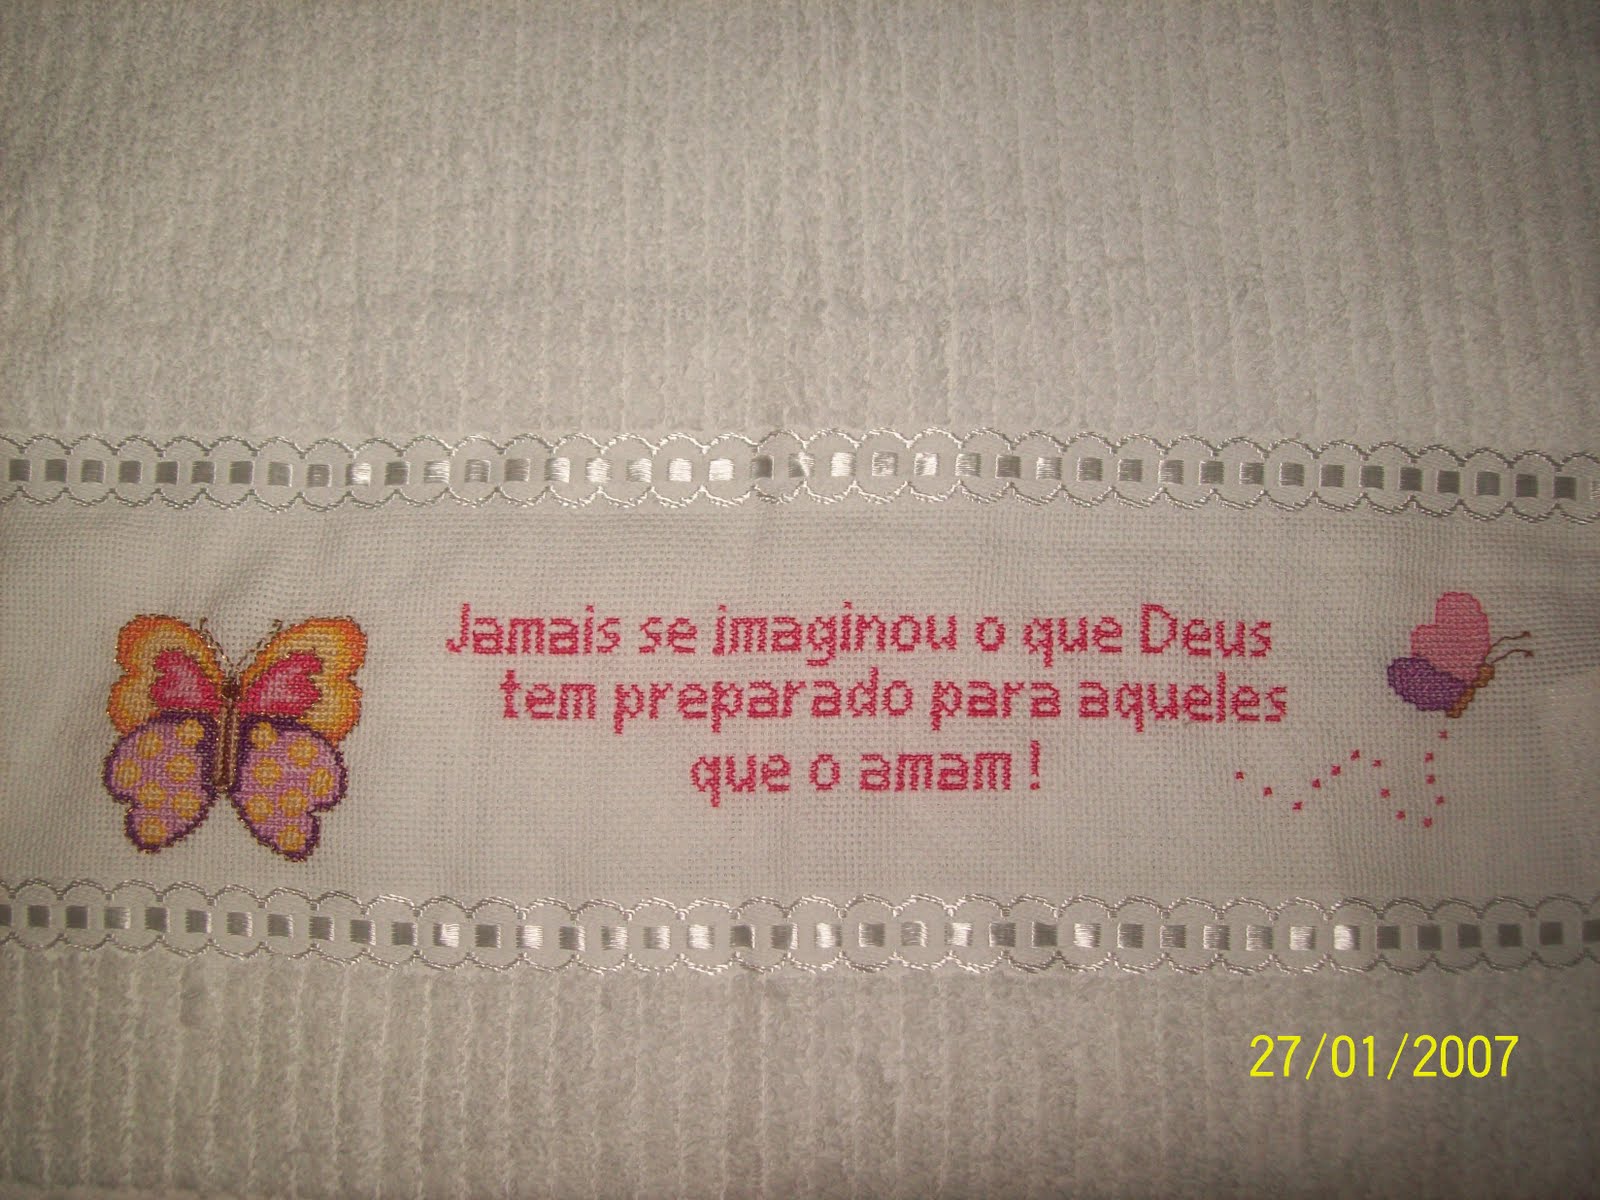 Jamais se imaginou o que Deus
tem preparado para aqueles
que o amam!
27/01/2007